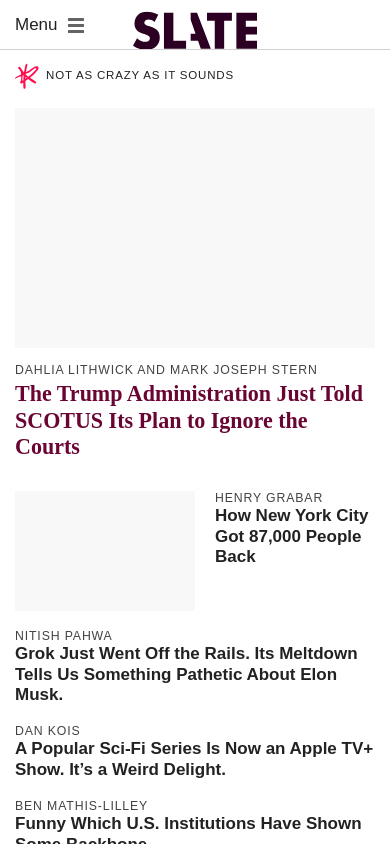 Menu
SLATE
NOT AS CRAZY AS IT SOUNDS
DAHLIA LITHWICK AND MARK JOSEPH STERN
The Trump Administration Just Told
SCOTUS Its Plan to Ignore the
Courts
HENRY GRABAR
How New York City
Got 87,000 People
Back
NITISH PAHWA
Grok Just Went Off the Rails. Its Meltdown
Tells Us Something Pathetic About Elon
Musk.
DAN KOIS
A Popular Sci-Fi Series Is Now an Apple TV+
Show. It’s a Weird Delight.
BEN MATHIS-LILLEY
Funny Which U.S. Institutions Have Shown
Some Backbone